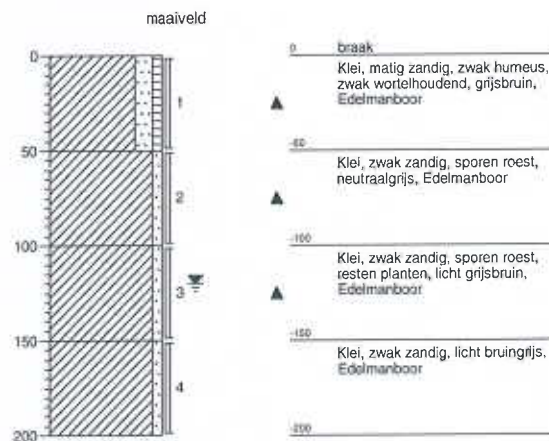 maaiveld
0
50
100
150
200
1
2
3
4
0 braak
Klei, matig zandig, zwak humeus,
zwak wortelhoudend, grijsbruin,
Edelmanboor
-50
Klei, zwak zandig, sporen roest,
neutraalgrijs, Edelmanboor
-100
Klei, zwak zandig, sporen roest,
resten planten, licht grijsbruin,
Edelmanboor
-150
Klei, zwak zandig, licht bruingrijs,
Edelmanboor
-200